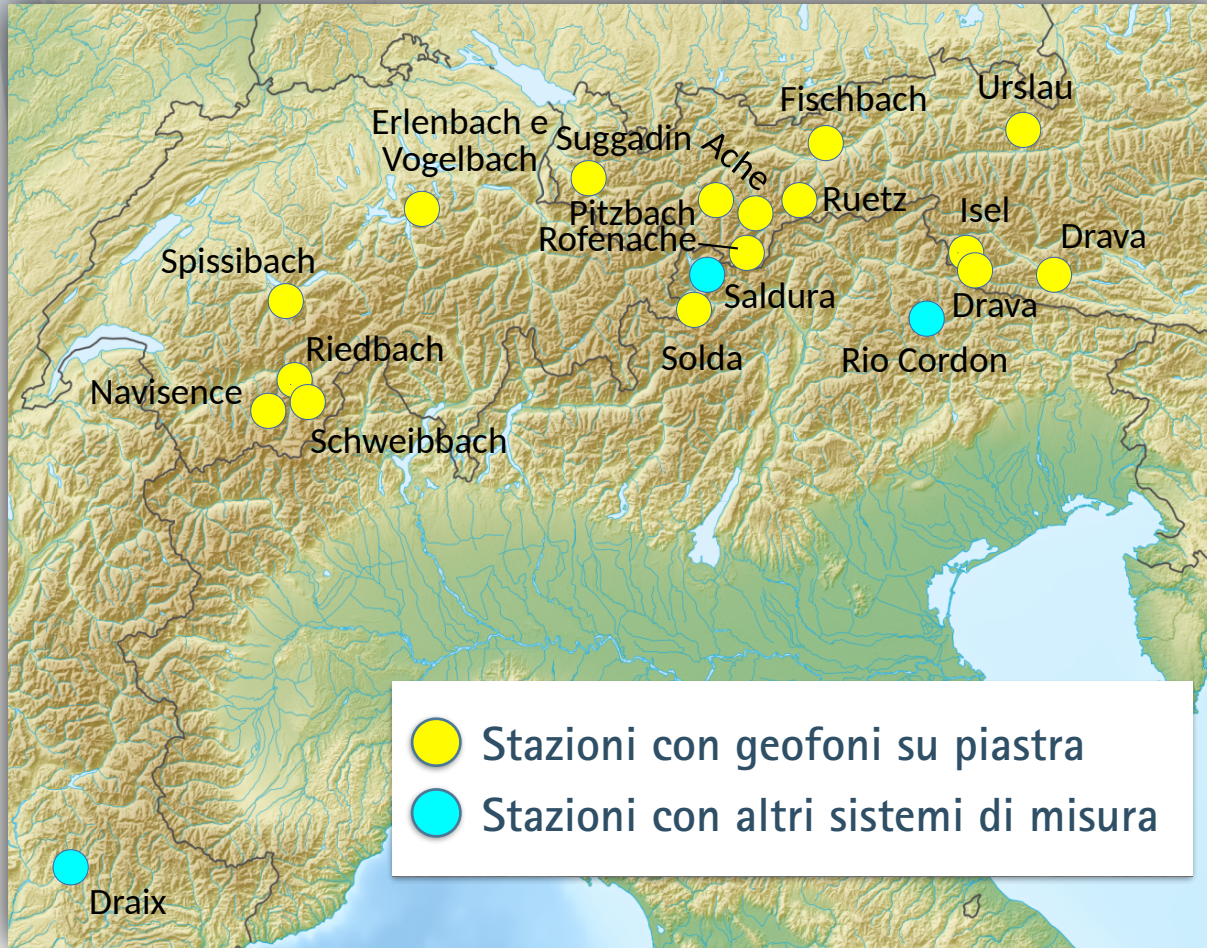 Urslau
Fischbach
Erlenbach e
Vogelbach
Suggadin
Ache
Ruetz
Pitzbach
Isel
Rofenache
Drava
Spissibach
Saldura
Drava
Riedbach
Solda
Rio Cordon
Navisence
Schweibbach
Stazioni con geofoni su piastra
Stazioni con altri sistemi di misura
Draix